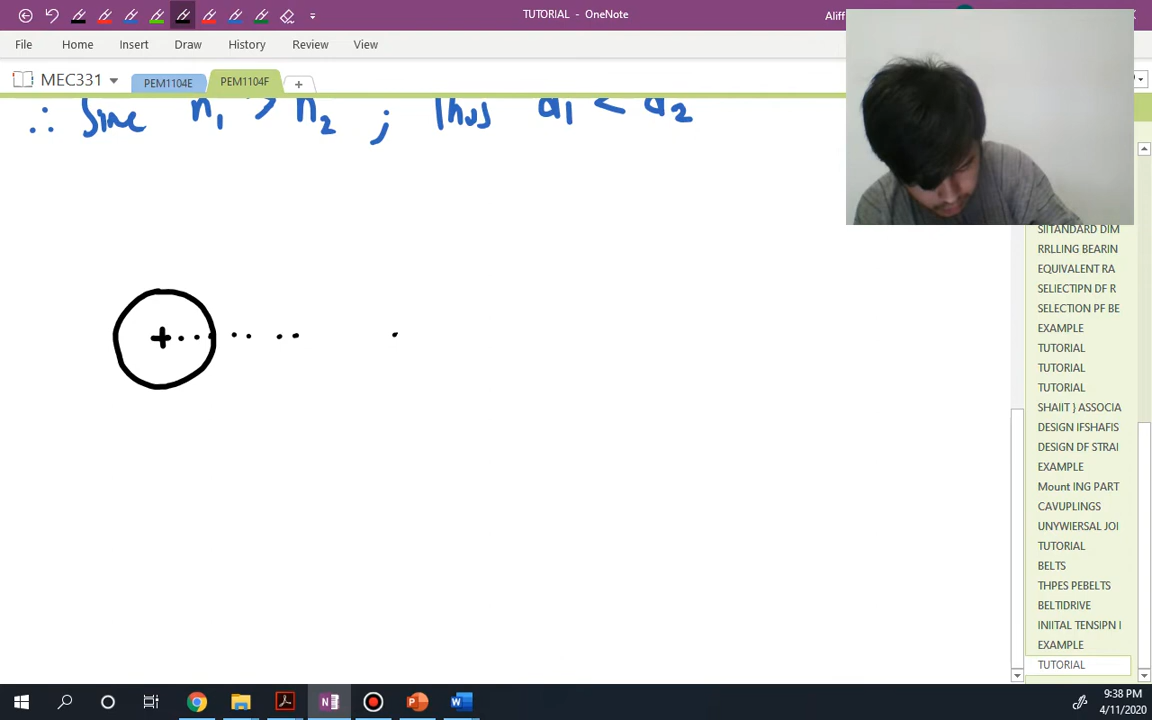 TUTORIAL - OneNote
Aliff
File Home Insert Draw History Review View
MEC331
PEM1104E
PEM1104F
∴ Since n1 > n2 ; Thus d1 < d2
SIITANDARD DIM
RRLLING BEARIN
EQUIVALENT RA
SELIECTIPN DF R
SELECTION PF BE
EXAMPLE
TUTORIAL
TUTORIAL
TUTORIAL
SHAIIT } ASSOCIA
DESIGN IFSHAFIS
DESIGN DF STRAI
EXAMPLE
Mount ING PART
CAVUPLINGS
UNYWIERSAL JOI
TUTORIAL
BELTS
THPES PEBELTS
BELTIDRIVE
INIITAL TENSIPN I
EXAMPLE
TUTORIAL
9:38 PM
4/11/2020